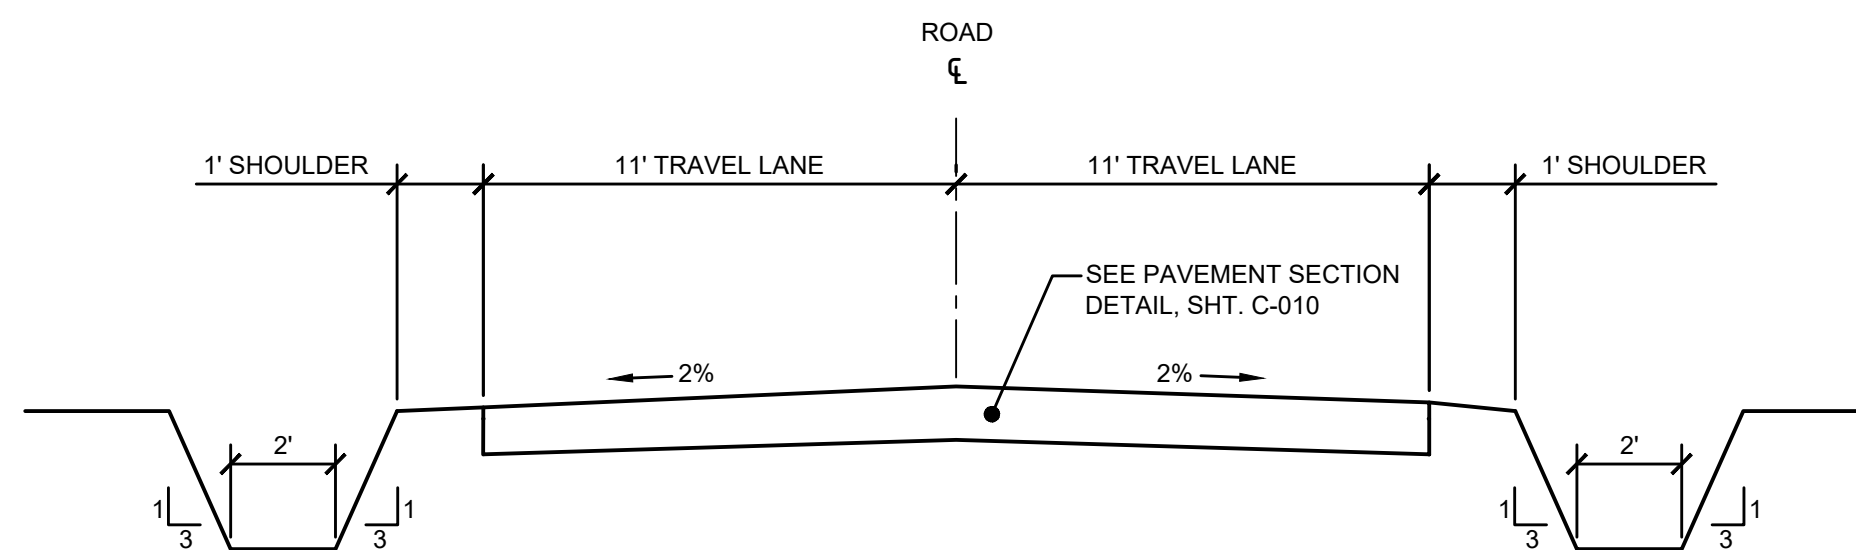 ROAD
℄
1' SHOULDER
11' TRAVEL LANE
11' TRAVEL LANE
1' SHOULDER
SEE PAVEMENT SECTION
DETAIL, SHT. C-010
2%
2%
2'
2'
1
3
1
3
1
3
1
3